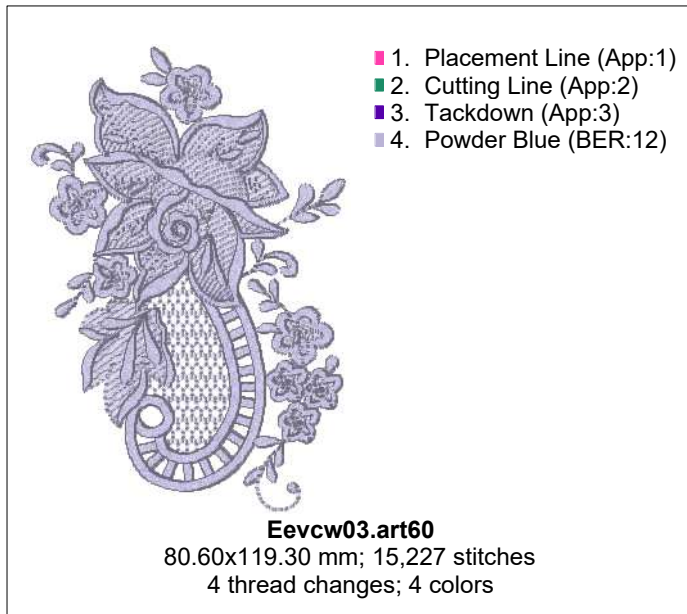 1. Placement Line (App:1)
2. Cutting Line (App:2)
3. Tackdown (App:3)
4. Powder Blue (BER:12)
Eevcw03.art60
80.60x119.30 mm; 15,227 stitches
4 thread changes; 4 colors